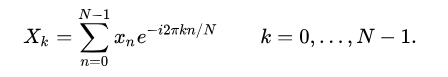 $X_k = \sum_{n=0}^{N-1} x_n e^{-i2\pi kn/N} \qquad k = 0, \ldots, N-1.$